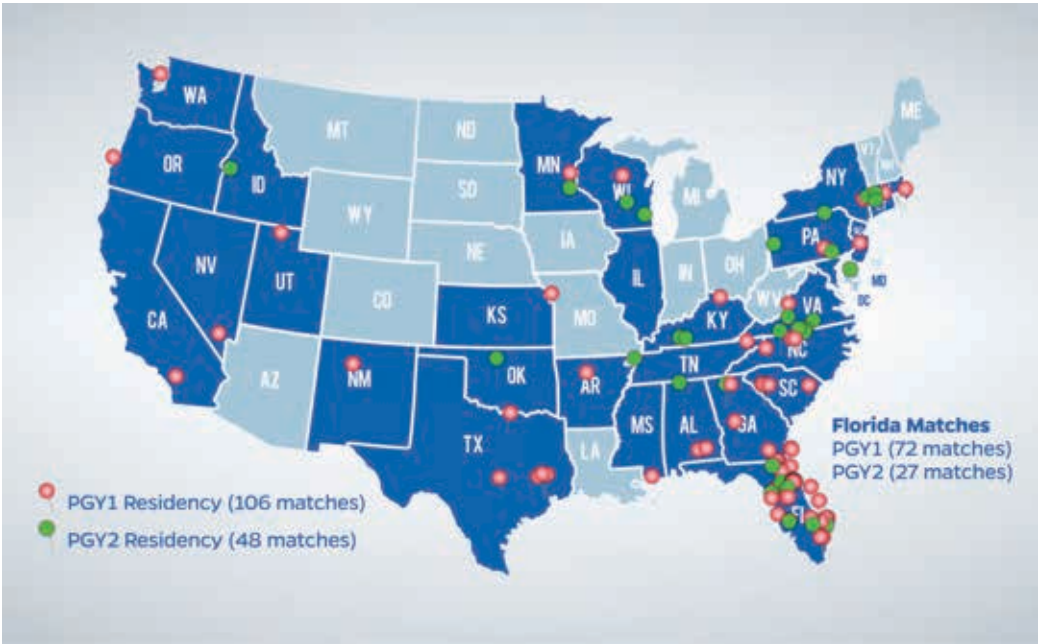 WA
ME
MT
ND
VT
NH
OR
MN
ID
SD
WI
NY
WY
MI
IA
PA
NE
NV
OH
IL
IN
UT
MD
WV
DC
CO
VA
CA
KS
MO
KY
NC
TN
OK
AZ
NM
AR
SC
MS
AL
GA
TX
LA
Florida Matches
PGY1 (72 matches)
PGY2 (27 matches)
PGY1 Residency (106 matches)
FL
PGY2 Residency (48 matches)